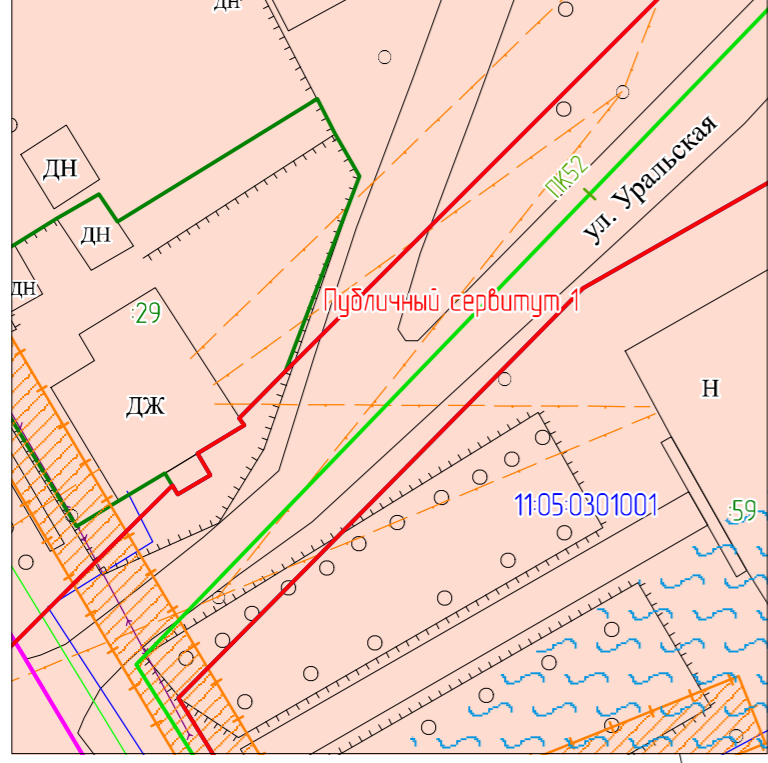 ДН
ДН
ПК52
ул. Уральская
ДН
ДН
Публичный сервитут 1
:29
Н
ДЖ
11:05:0301001
:59